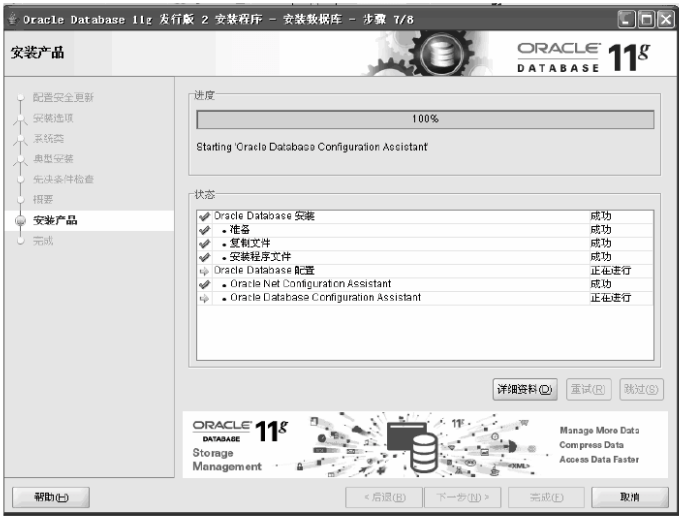 Oracle Database 11g 发行版 2 安装程序 - 安装数据库 - 步骤 7/8
安装产品
ORACLE
DATABASE 11g
配置安全更新
安装选项
系统类
典型安装
先决条件检查
概要
安装产品
完成
进度
100%
Starting 'Oracle Database Configuration Assistant'
状态
Oracle Database 安装 成功
• 准备 成功
• 复制文件 成功
• 安装程序文件 成功
Oracle Database 配置 正在进行
• Oracle Net Configuration Assistant 成功
• Oracle Database Configuration Assistant 正在进行
详细资料(D) 重试(R) 跳过(S)
ORACLE
DATABASE 11g
Storage
Management
11g
<XML>
Manage More Data
Compress Data
Access Data Faster
帮助(H) < 后退(B) 下一步(N) > 完成(F) 取消